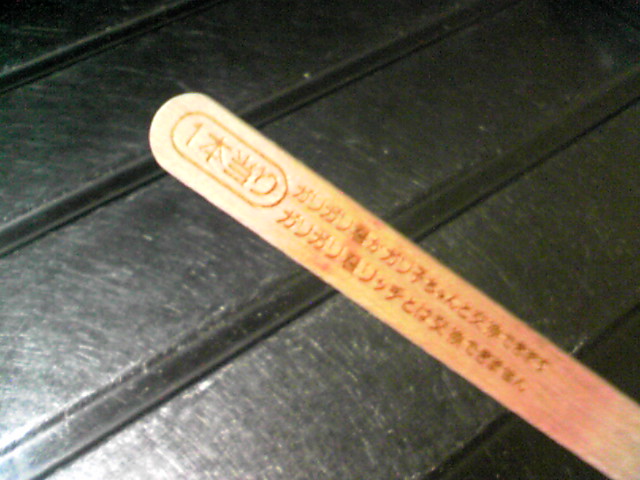 1本当り
ガリガリ君かガリ子ちゃんと交換できます
ガリガリ君リッチとは交換できません